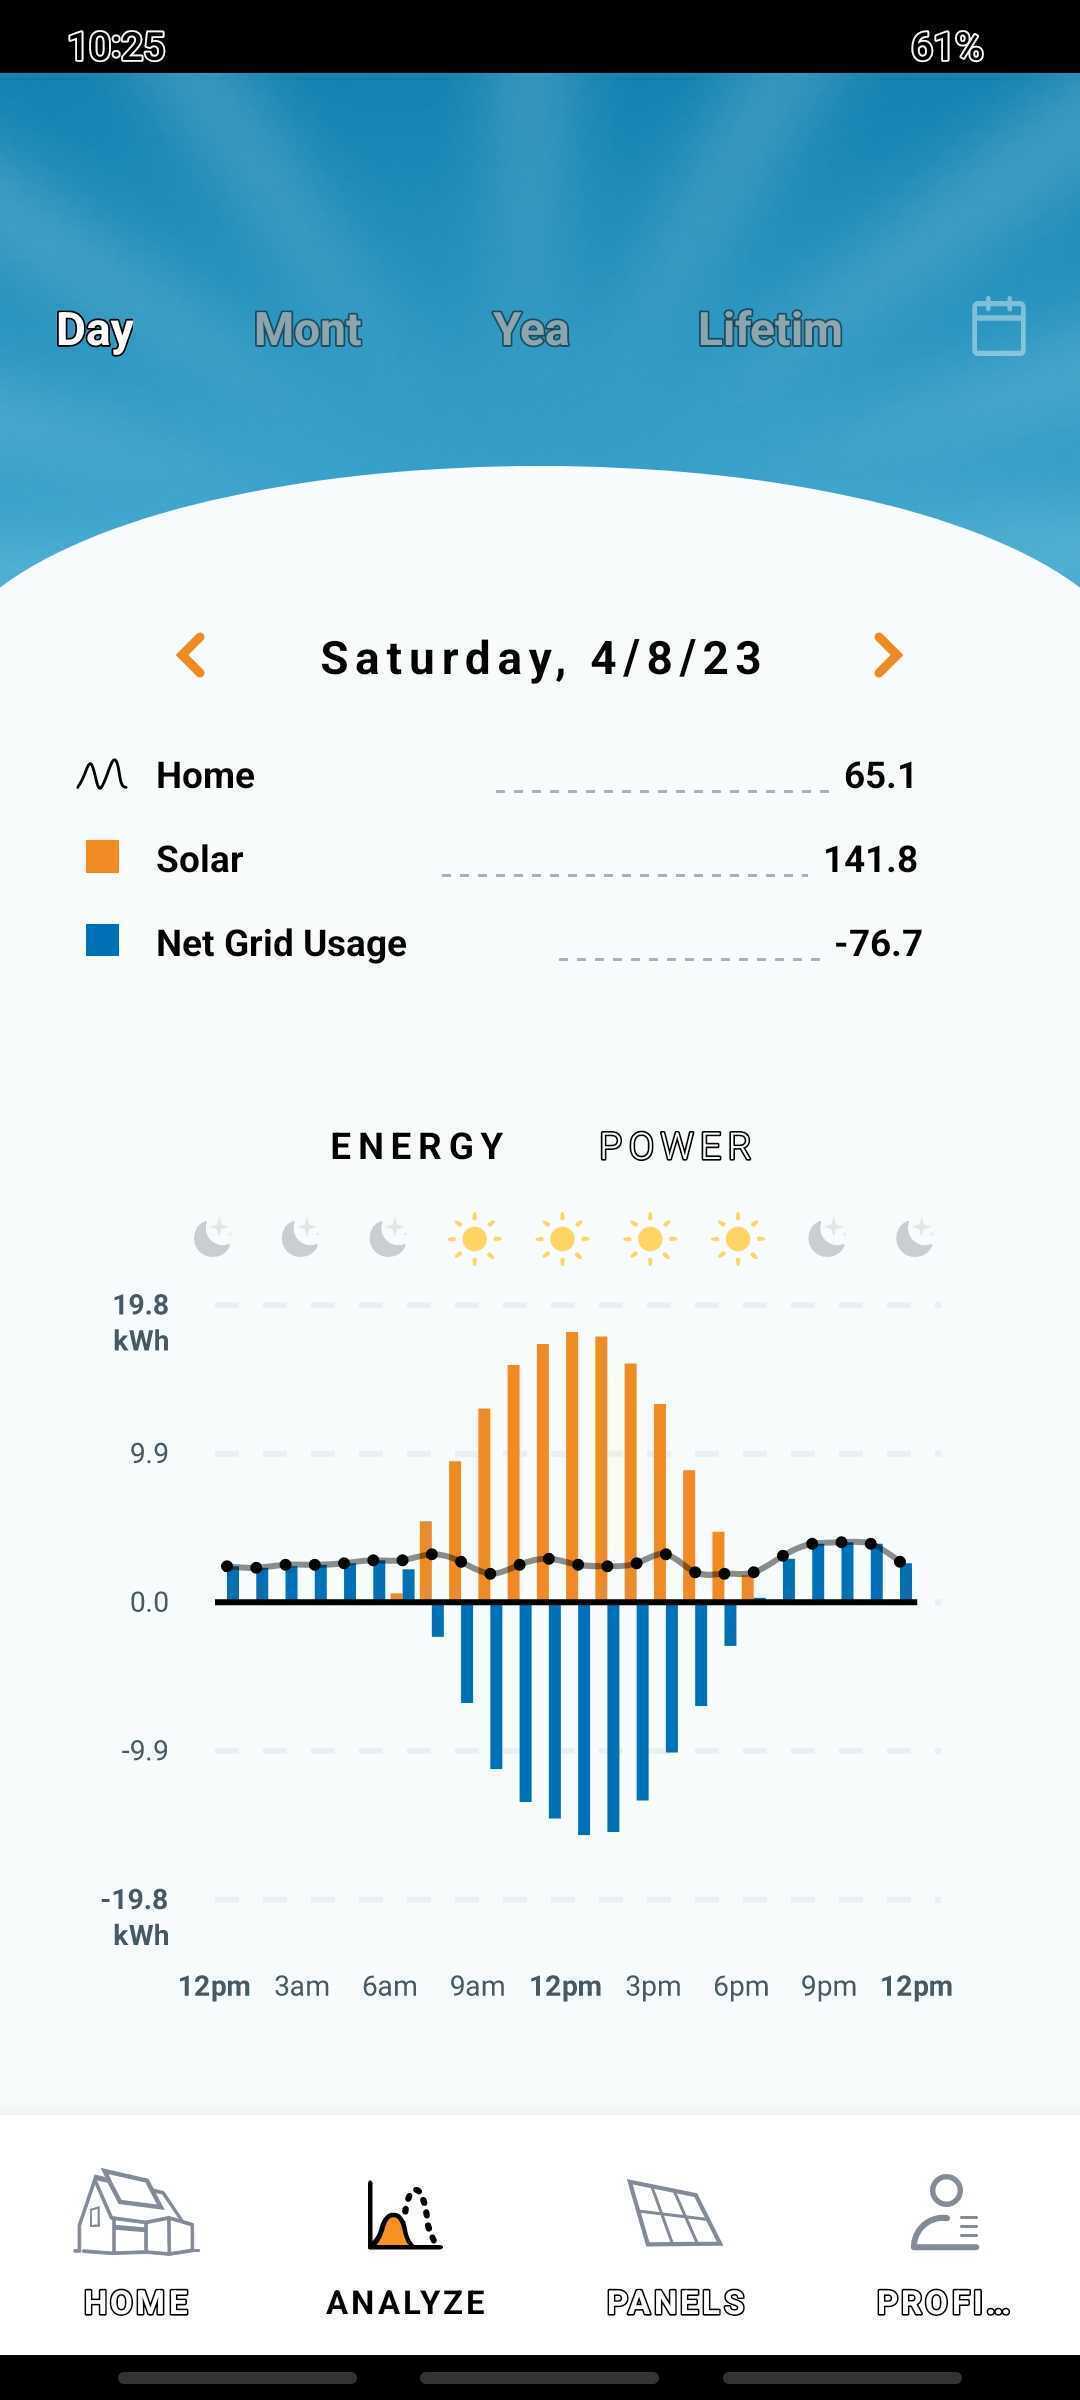 10:25 61%
Day Mont Yea Lifetim
Saturday, 4/8/23
Home 65.1
Solar 141.8
Net Grid Usage -76.7
ENERGY POWER
19.8
kWh
9.9
0.0
-9.9
-19.8
kWh
12pm 3am 6am 9am 12pm 3pm 6pm 9pm 12pm
HOME ANALYZE PANELS PROFI...